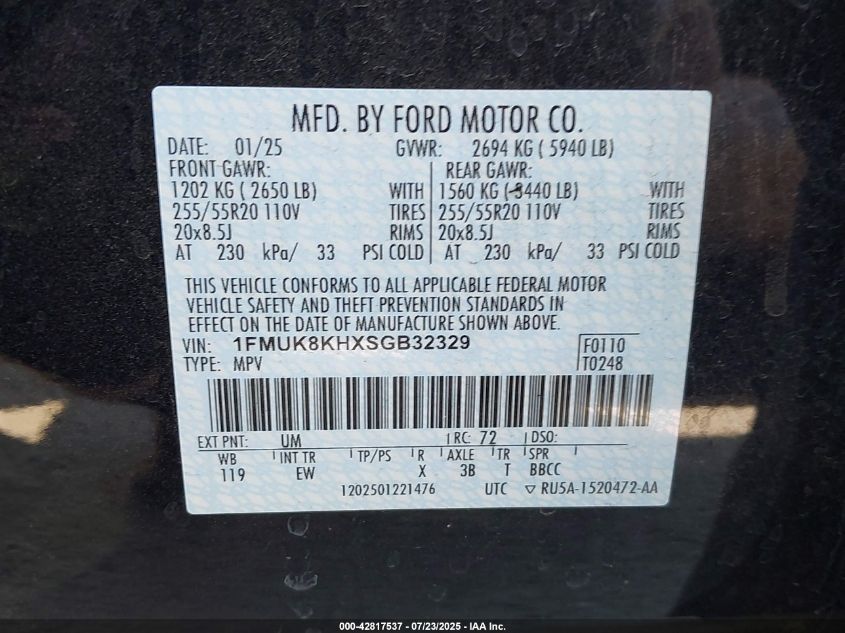 MFD. BY FORD MOTOR CO.
DATE: 01/25 GVWR: 2694 KG ( 5940 LB)
FRONT GAWR: REAR GAWR:
1202 KG ( 2650 LB) WITH 1560 KG ( 3440 LB) WITH
255/55R20 110V TIRES 255/55R20 110V TIRES
20x8.5J RIMS 20x8.5J RIMS
AT 230 kPa/ 33 PSI COLD AT 230 kPa/ 33 PSI COLD
THIS VEHICLE CONFORMS TO ALL APPLICABLE FEDERAL MOTOR
VEHICLE SAFETY AND THEFT PREVENTION STANDARDS IN
EFFECT ON THE DATE OF MANUFACTURE SHOWN ABOVE.
VIN: 1FMUK8KHXSGB32329 F0110
TYPE: MPV T0248
EXT PNT: UM RC: 72 DSO:
WB INT TR TP/PS R AXLE TR SPR
119 EW X 3B T BBCC
1202501221476 UTC ▽ RU5A-1520472-AA
000-42817537 - 07/23/2025 - IAA Inc.